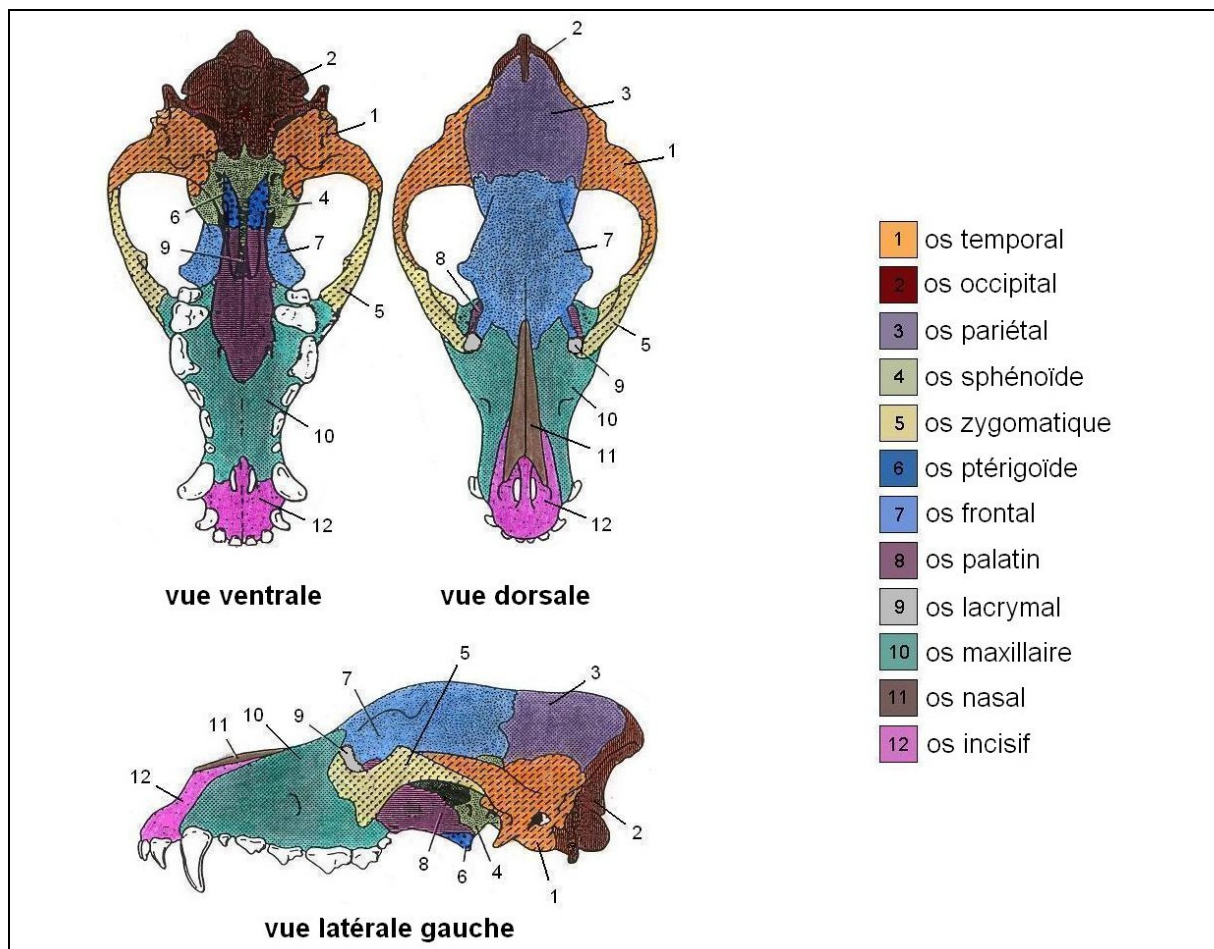 2
1
6
4
9
7
5
10
12
vue ventrale
2
3
1
7
8
5
9
10
11
12
vue dorsale
1 os temporal
2 os occipital
3 os pariétal
4 os sphénoïde
5 os zygomatique
6 os ptérigoïde
7 os frontal
8 os palatin
9 os lacrymal
10 os maxillaire
11 os nasal
12 os incisif
5
3
7
9
10
11
12
2
8
6
4
1
vue latérale gauche